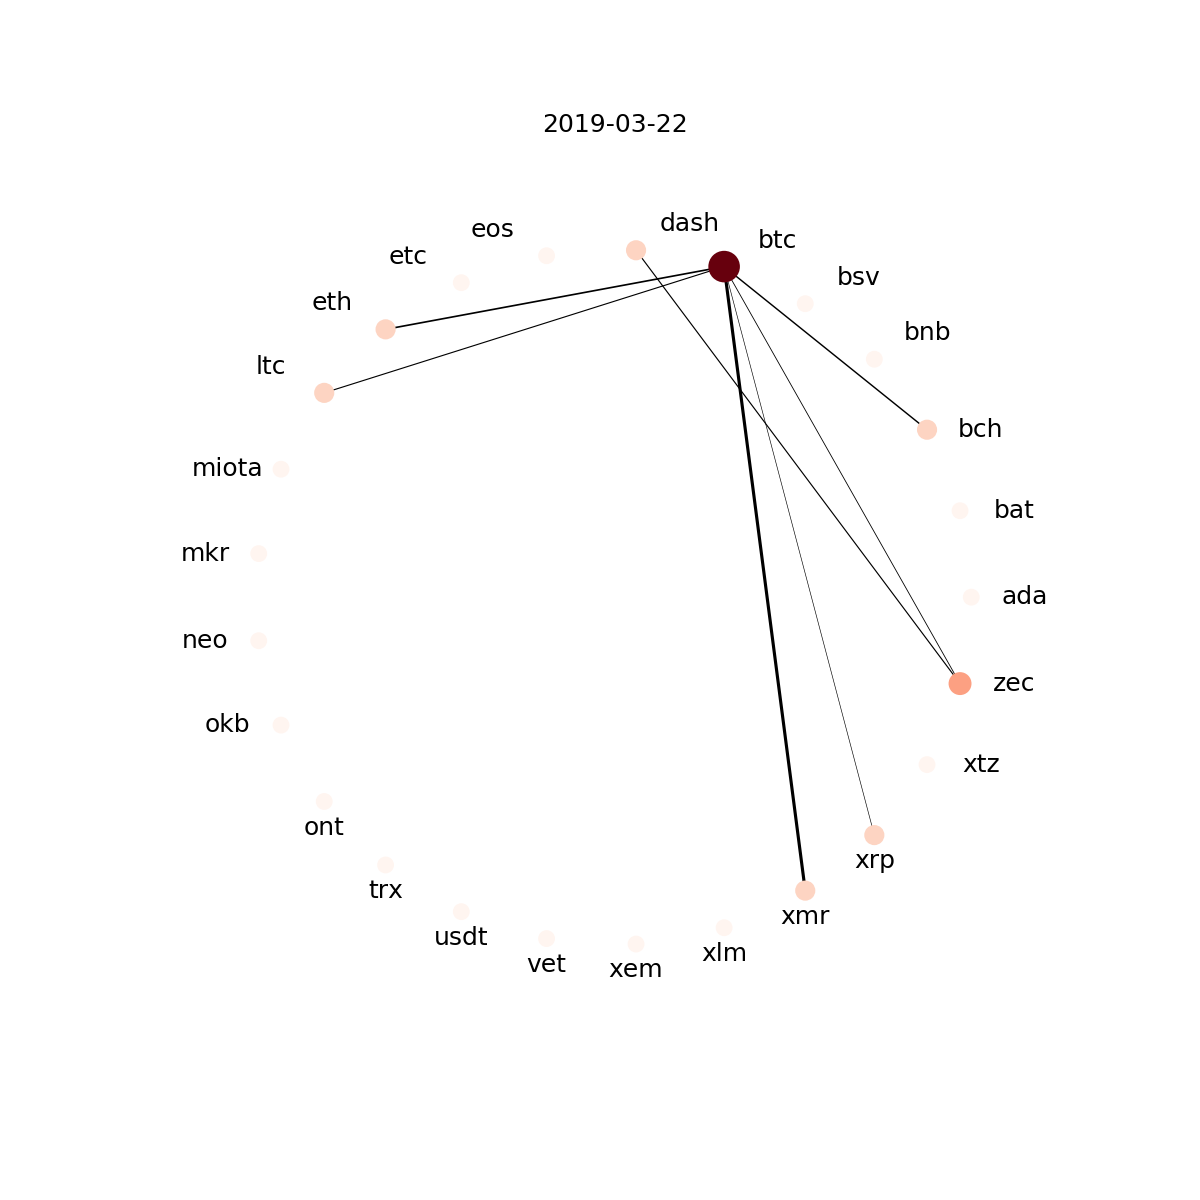 2019-03-22
dash
eos
btc
etc
bsv
eth
bnb
ltc
bch
miota
bat
mkr
ada
neo
zec
okb
xtz
ont
xrp
trx
xmr
usdt
xlm
vet
xem